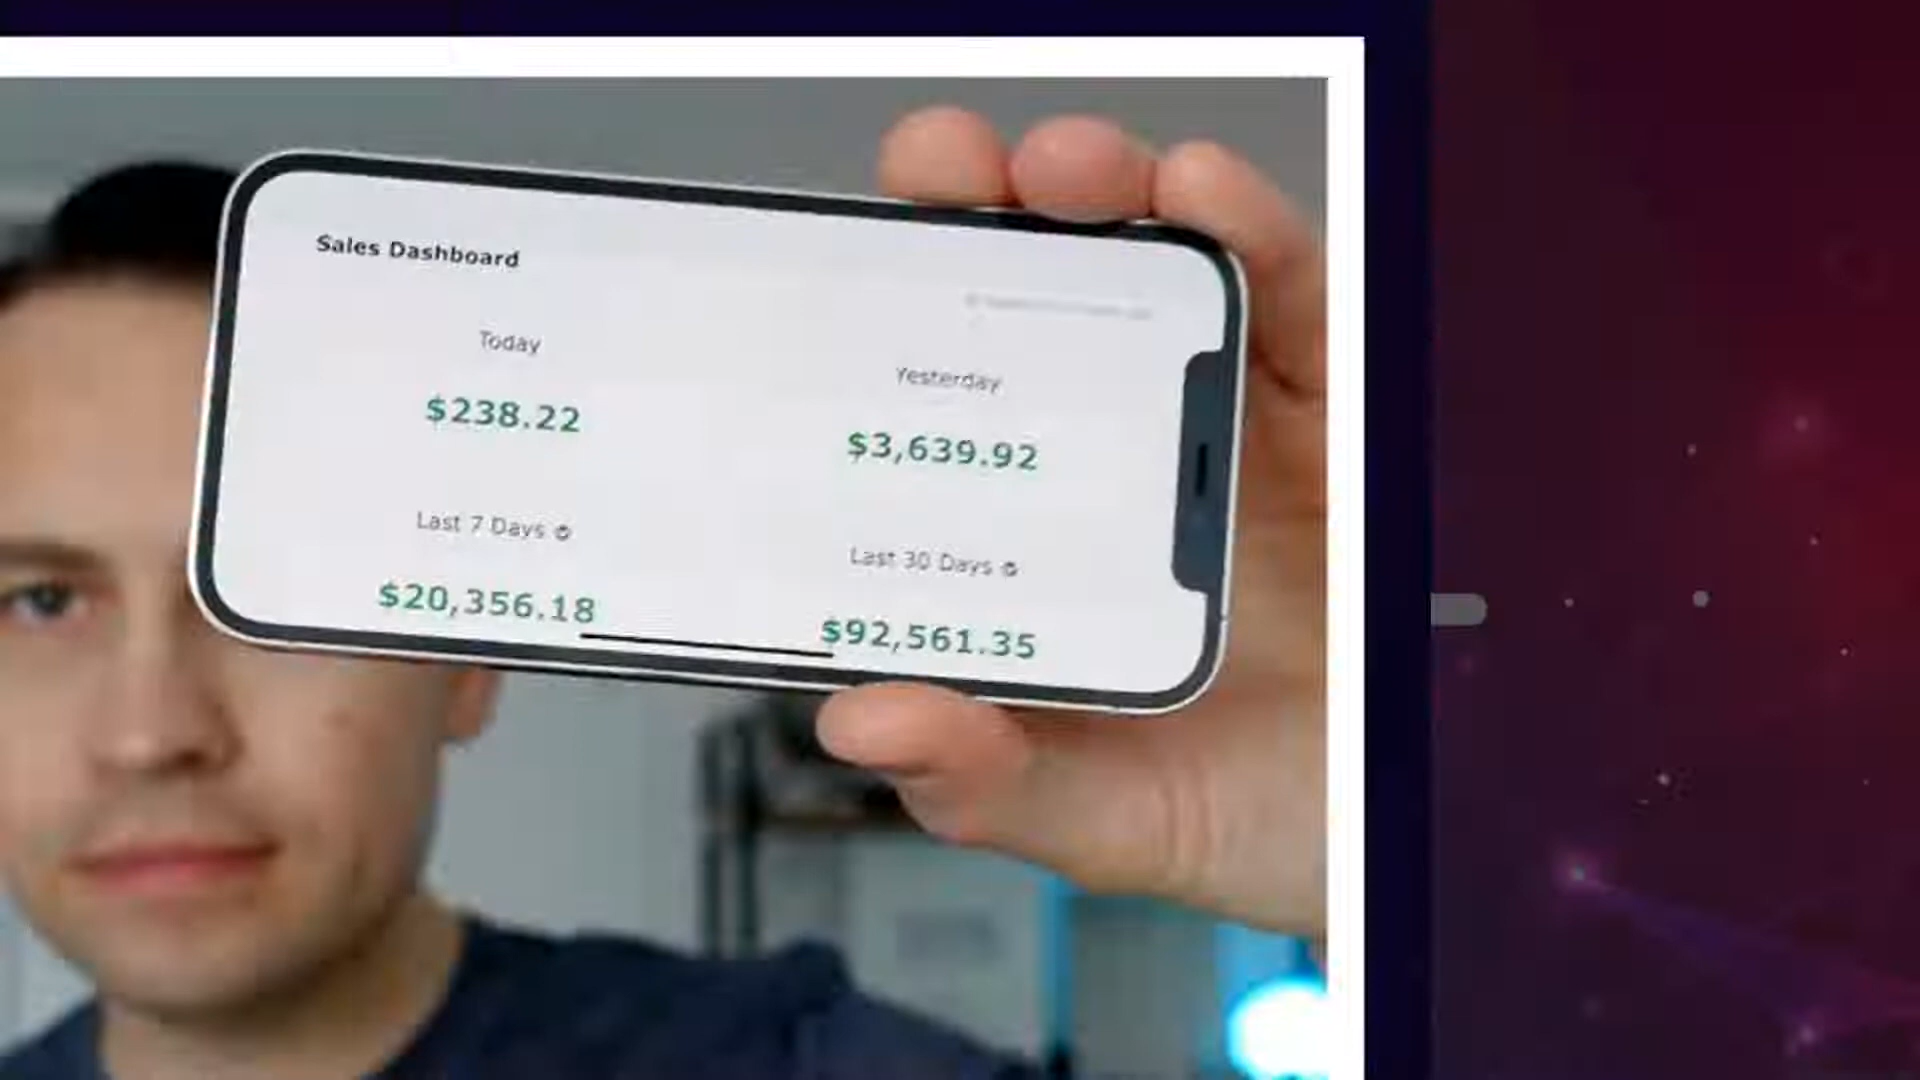 Sales Dashboard
Today
Yesterday
$238.22
$3,639.92
Last 7 Days
Last 30 Days
$20,356.18
$92,561.35